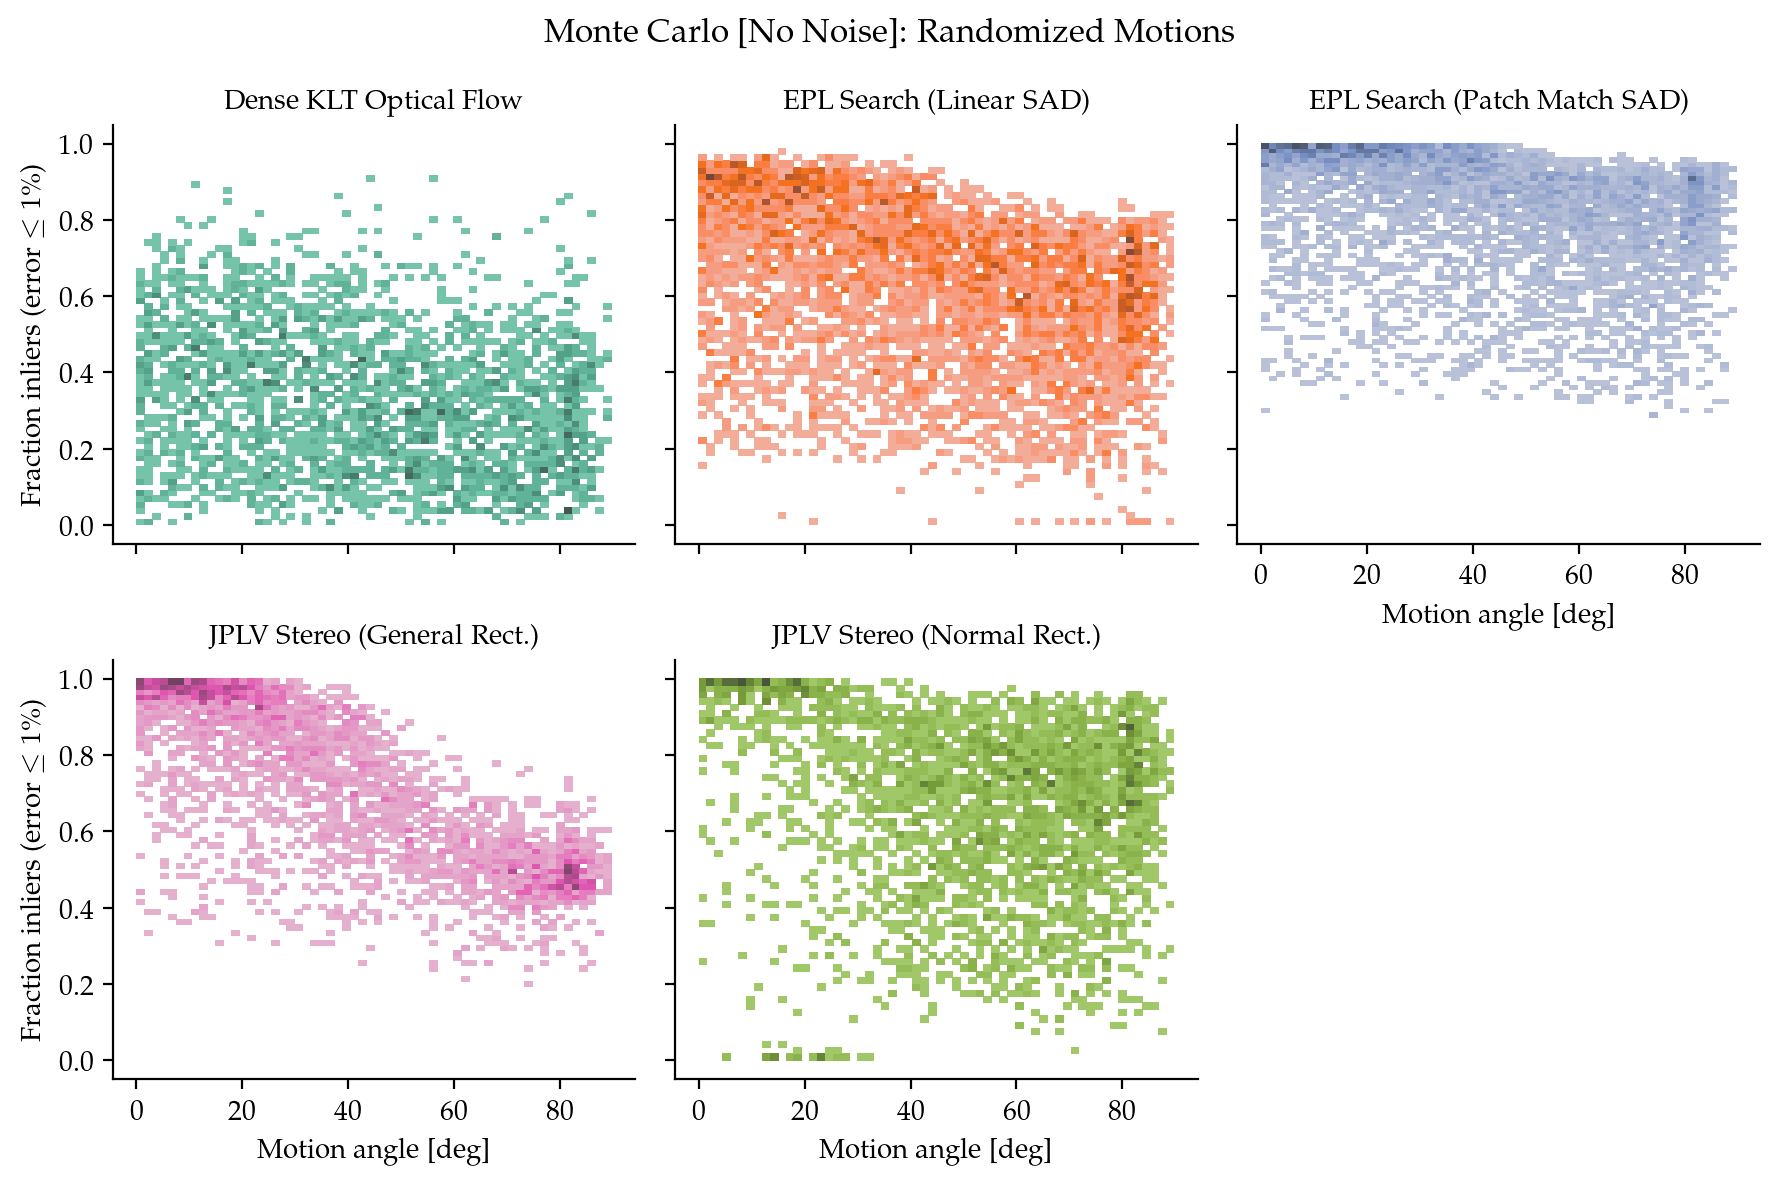 Monte Carlo [No Noise]: Randomized Motions
Dense KLT Optical Flow
EPL Search (Linear SAD)
EPL Search (Patch Match SAD)
Fraction inliers (error ≤ 1%)
1.0
0.8
0.6
0.4
0.2
0.0
0 20 40 60 80
Motion angle [deg]
JPLV Stereo (General Rect.)
JPLV Stereo (Normal Rect.)
Fraction inliers (error ≤ 1%)
1.0
0.8
0.6
0.4
0.2
0.0
0 20 40 60 80
0 20 40 60 80
Motion angle [deg]
Motion angle [deg]